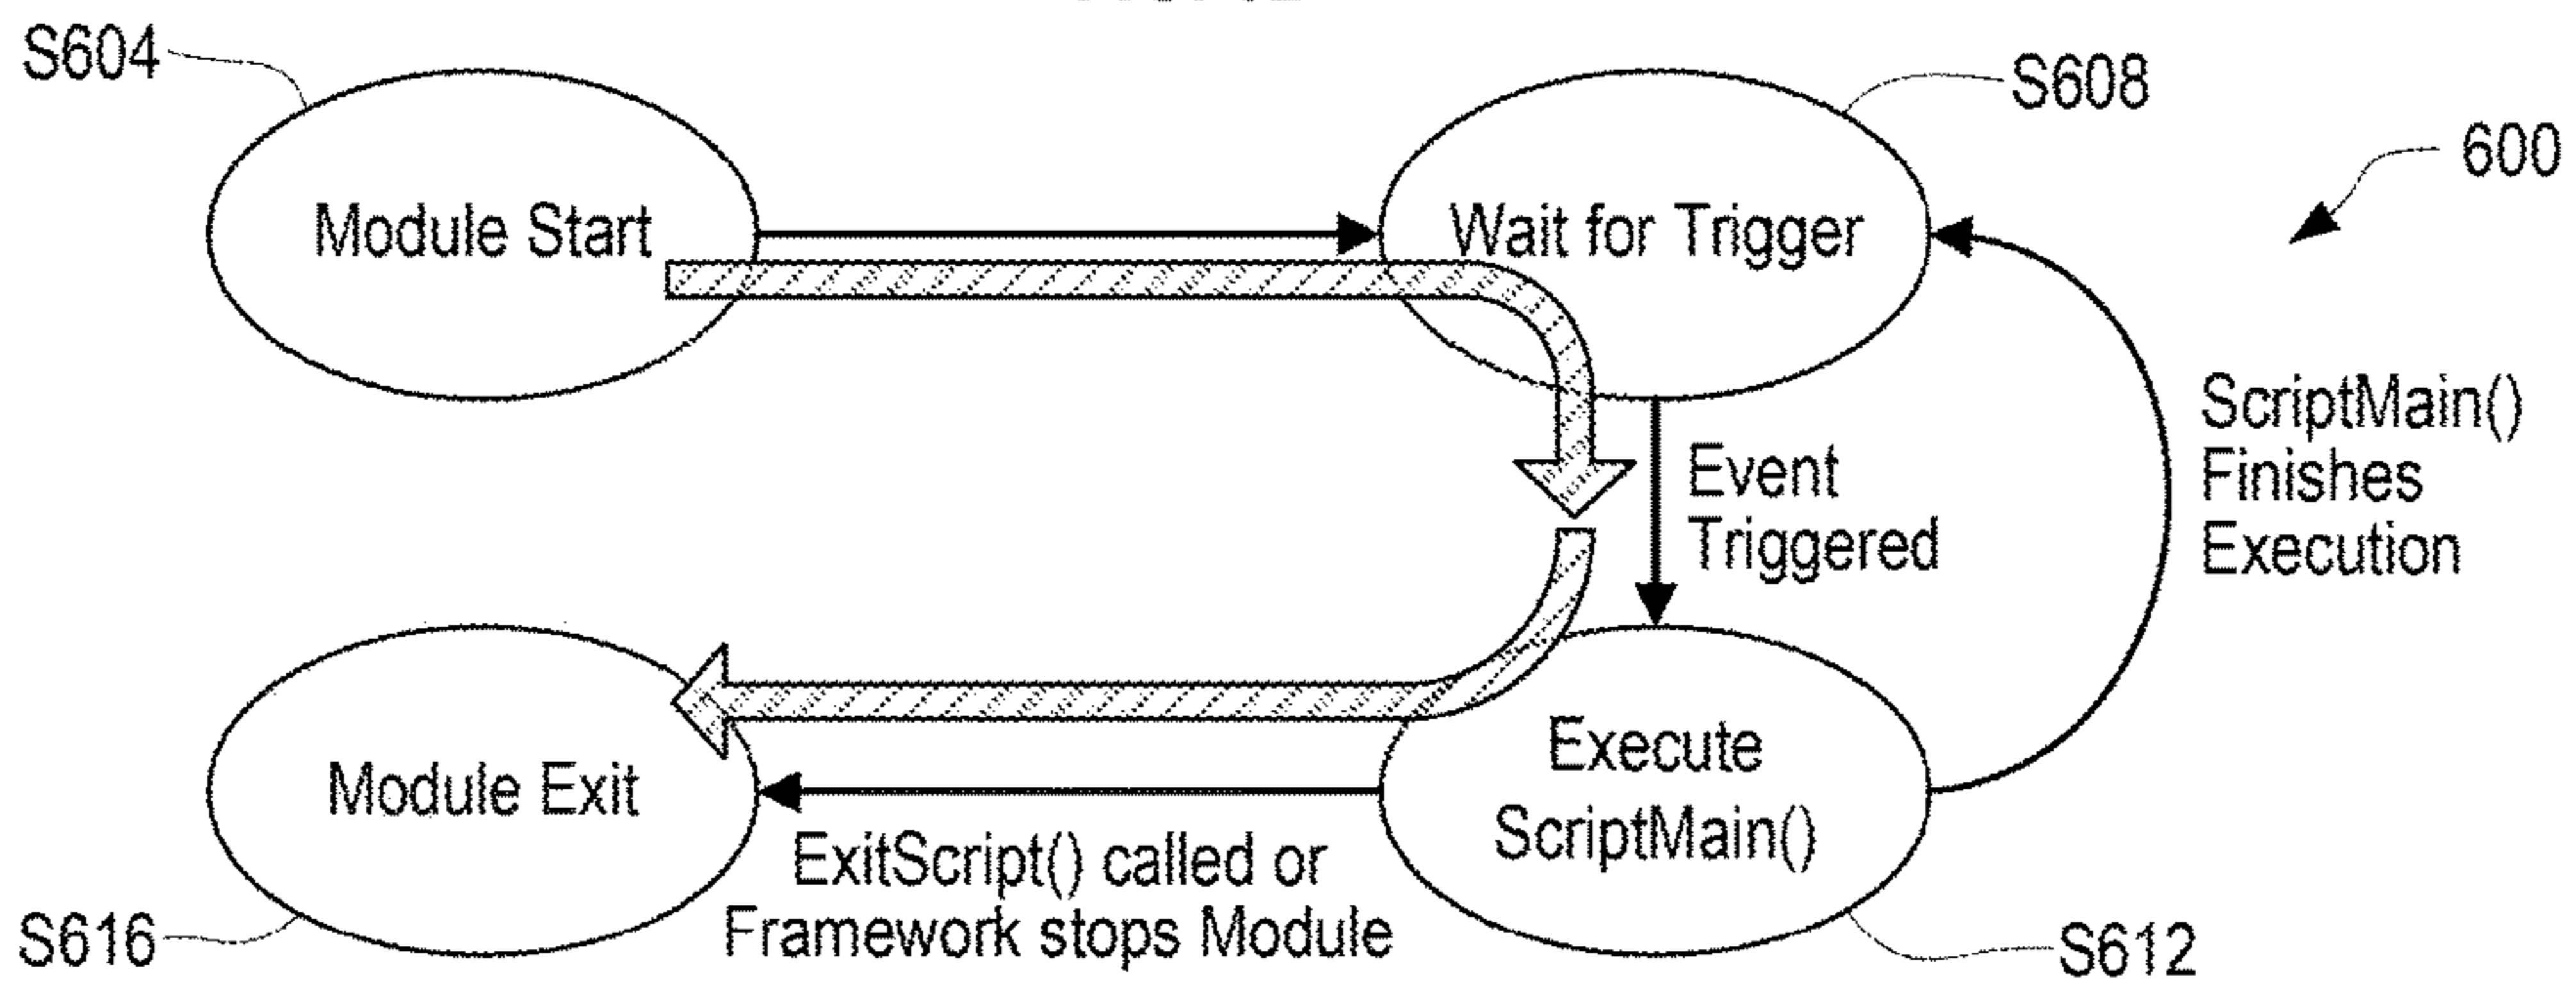 S604
S608
600
Module Start
Wait for Trigger
Event
Triggered
ScriptMain()
Finishes
Execution
Module Exit
Execute
ScriptMain()
ExitScript() called or
Framework stops Module
S616
S612